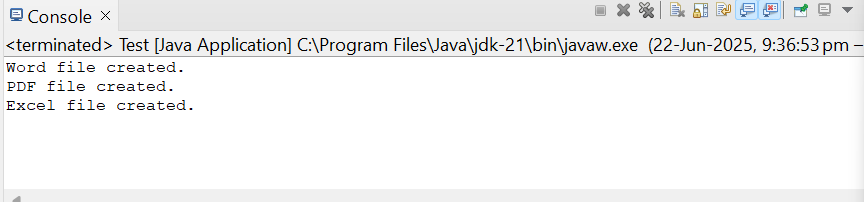 Console
<terminated> Test [Java Application] C:\Program Files\Java\jdk-21\bin\javaw.exe (22-Jun-2025, 9:36:53 pm –
Word file created.
PDF file created.
Excel file created.